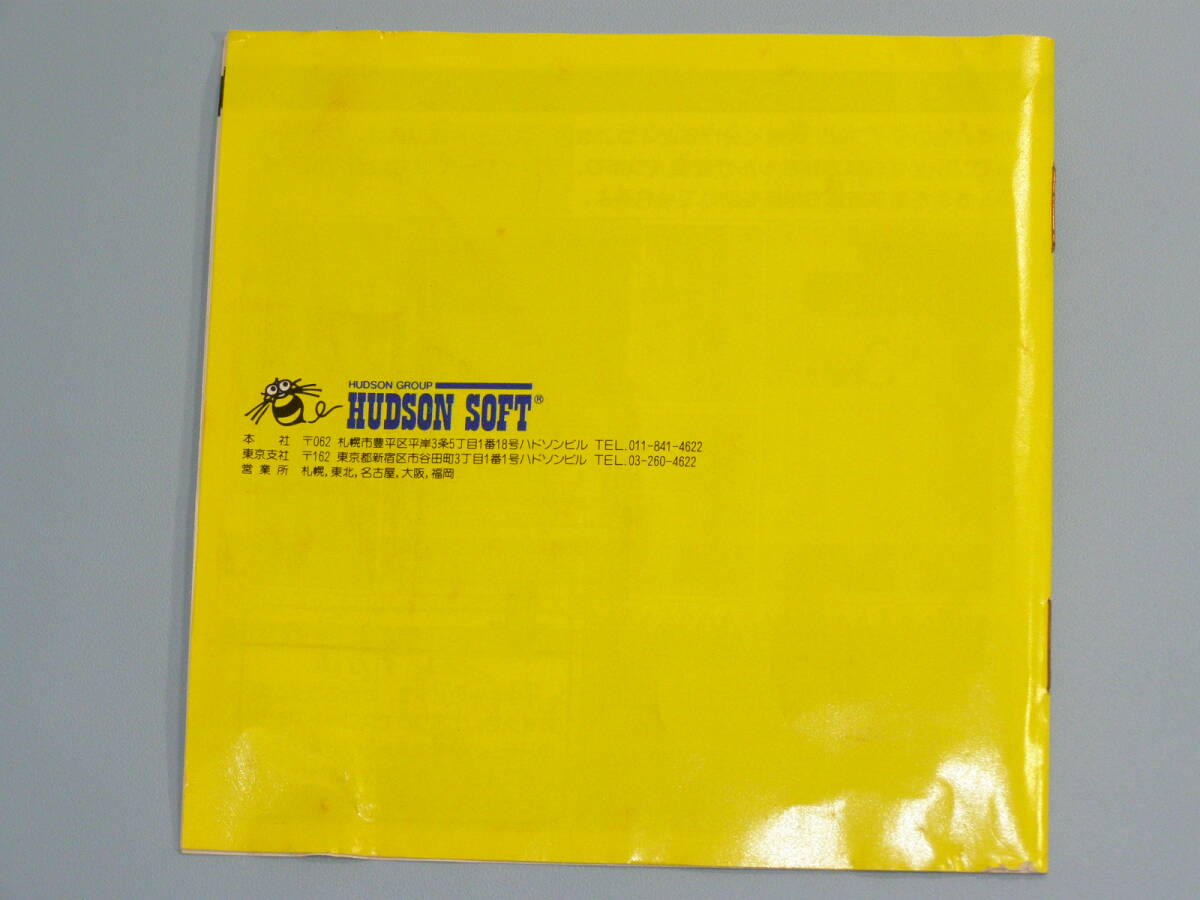 HUDSON GROUP
HUDSON SOFT®
本社 〒062 札幌市豊平区平岸3条5丁目1番18号ハドソンビル TEL.011-841-4622
東京支社 〒162 東京都新宿区市谷田町3丁目1番1号ハドソンビル TEL.03-260-4622
営業所 札幌,東北,名古屋,大阪,福岡